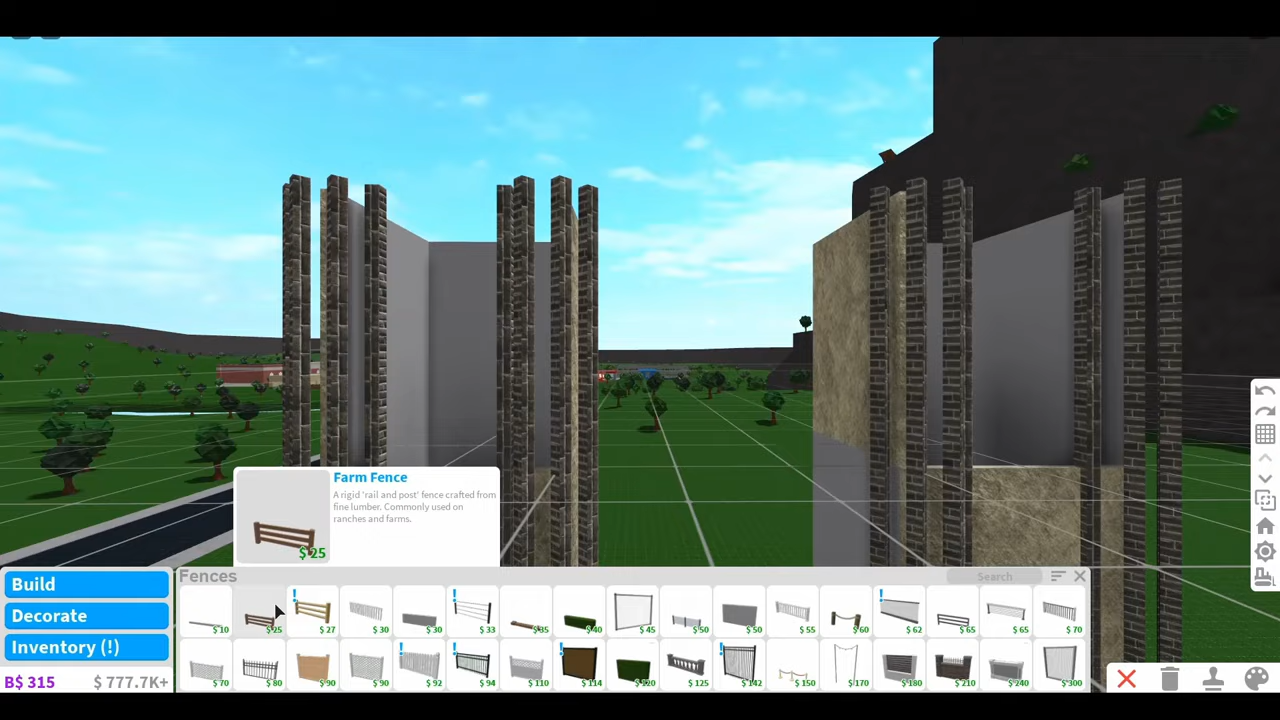 Farm Fence
A rigid 'rail and post' fence crafted from
fine lumber. Commonly used on
ranches and farms.
$ 25
Build
Decorate
Inventory (!)
B$ 315
$ 777.7K+
Fences
Search
$ 10
$ 25
! $ 27
$ 30
$ 30
! $ 33
$ 35
$ 40
$ 45
$ 50
$ 50
$ 55
$ 60
! $ 62
$ 65
$ 65
$ 70
$ 70
$ 80
$ 90
$ 90
! $ 92
! $ 94
$ 110
! $ 114
$ 120
$ 125
! $ 142
$ 150
$ 170
$ 180
$ 210
$ 240
$ 300